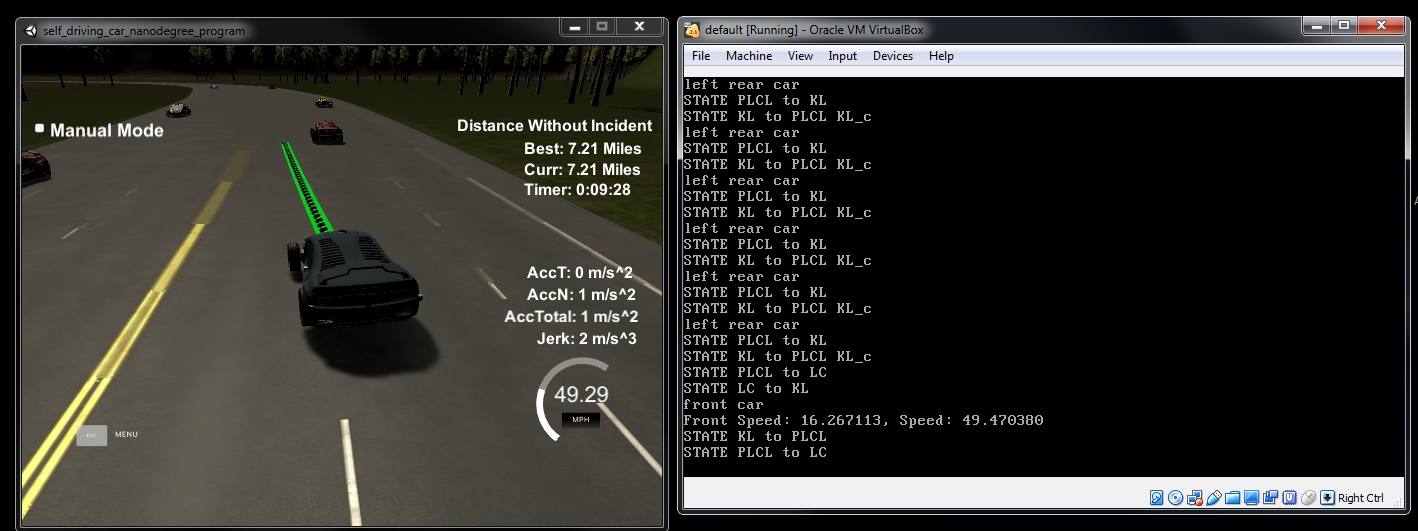 self_driving_car_nanodegree_program
Manual Mode
Distance Without Incident
Best: 7.21 Miles
Curr: 7.21 Miles
Timer: 0:09:28
AccT: 0 m/s^2
AccN: 1 m/s^2
AccTotal: 1 m/s^2
Jerk: 2 m/s^3
49.29
MPH
ESC
MENU
default [Running] - Oracle VM VirtualBox
File Machine View Input Devices Help
left rear car
STATE PLCL to KL
STATE KL to PLCL KL_c
left rear car
STATE PLCL to KL
STATE KL to PLCL KL_c
left rear car
STATE PLCL to KL
STATE KL to PLCL KL_c
left rear car
STATE PLCL to KL
STATE KL to PLCL KL_c
left rear car
STATE PLCL to KL
STATE KL to PLCL KL_c
left rear car
STATE PLCL to KL
STATE KL to PLCL KL_c
STATE PLCL to LC
STATE LC to KL
front car
Front Speed: 16.267113, Speed: 49.470380
STATE KL to PLCL
STATE PLCL to LC
Right Ctrl